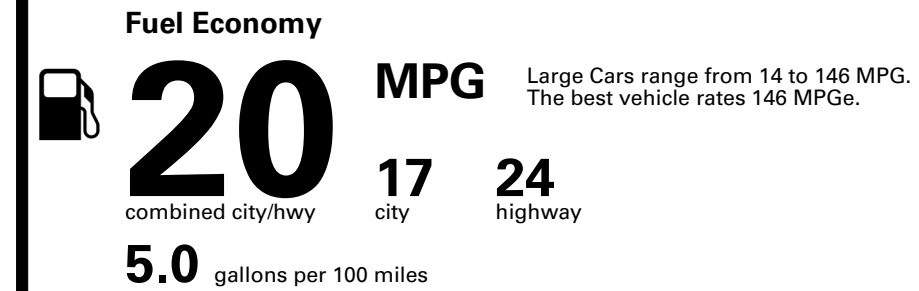 Fuel Economy
20
combined city/hwy
MPG
17
city
24
highway
Large Cars range from 14 to 146 MPG.
The best vehicle rates 146 MPGe.
5.0 gallons per 100 miles